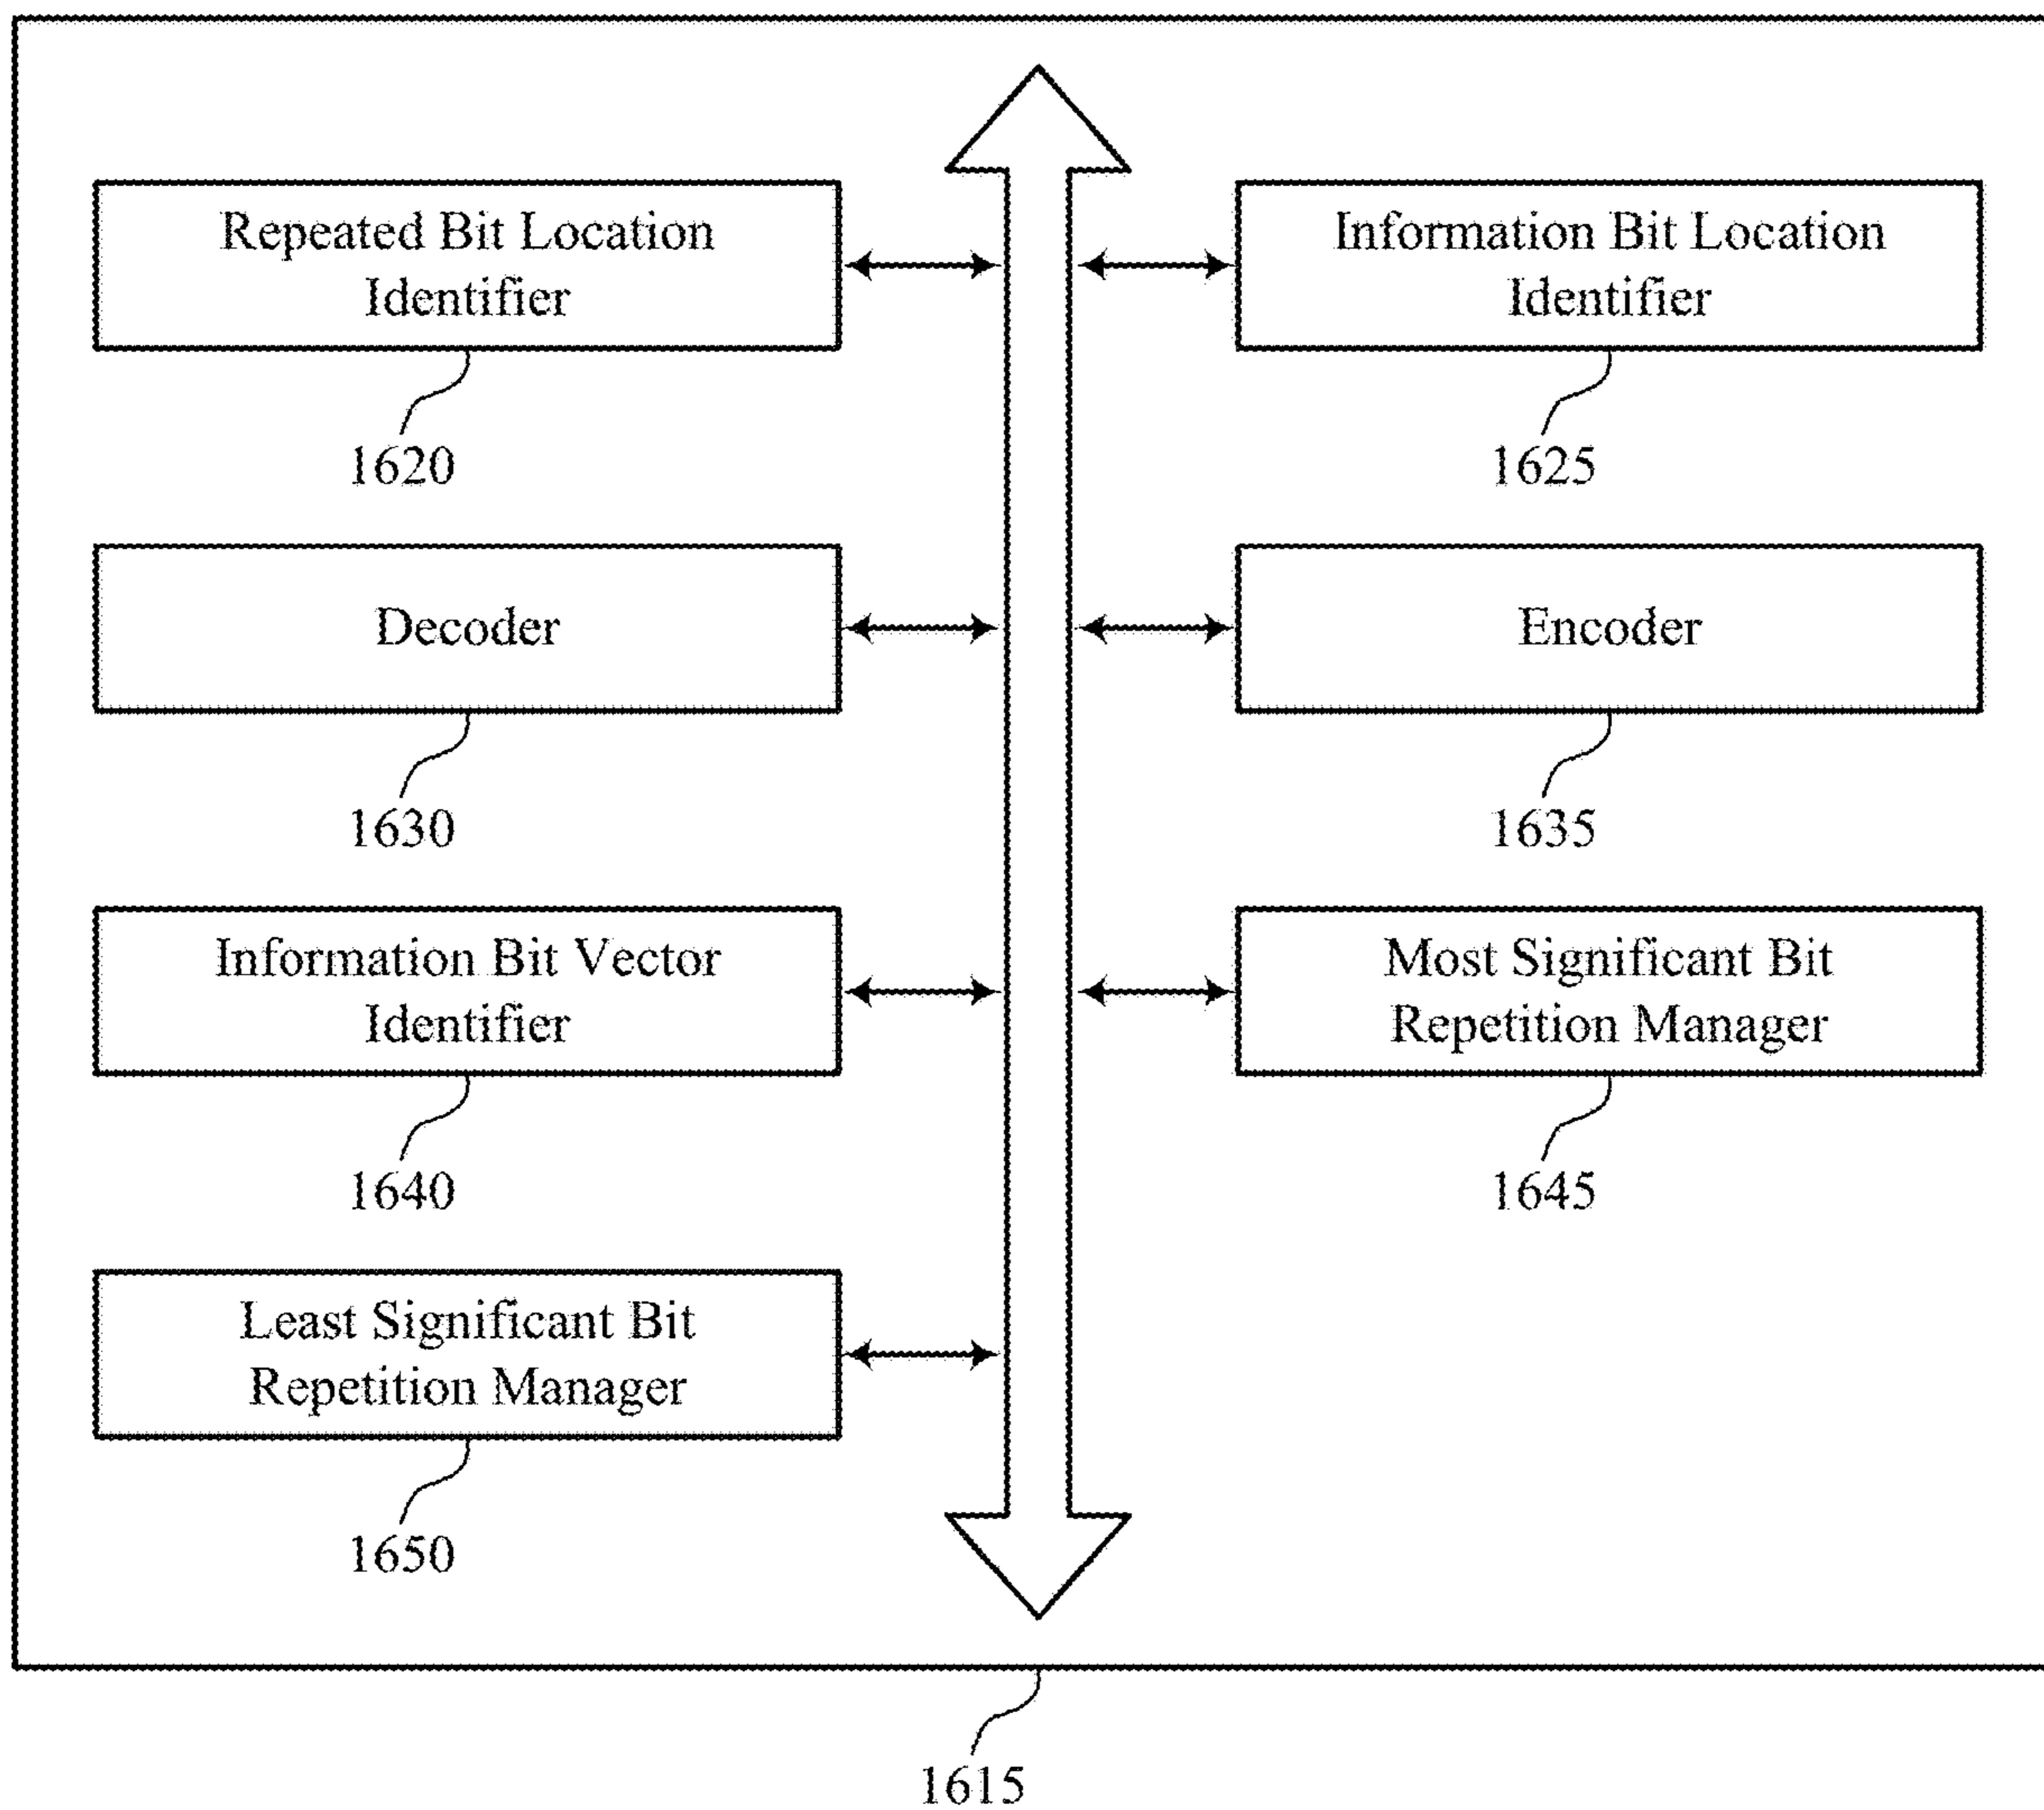 Repeated Bit Location
Identifier
1620
Information Bit Location
Identifier
1625
Decoder
1630
Encoder
1635
Information Bit Vector
Identifier
1640
Most Significant Bit
Repetition Manager
1645
Least Significant Bit
Repetition Manager
1650
1615